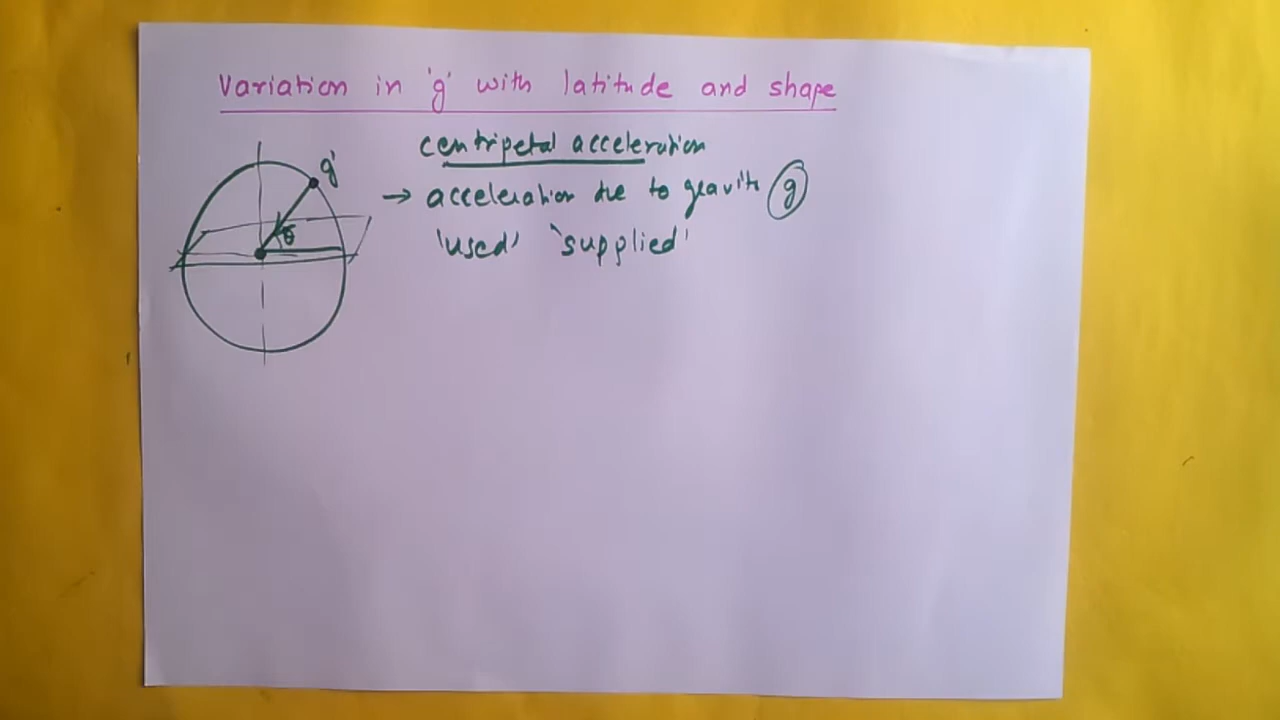 Variation in 'g' with latitude and shape
centripetal acceleration
g'
→ acceleration due to gravity g
θ
'used' 'supplied'